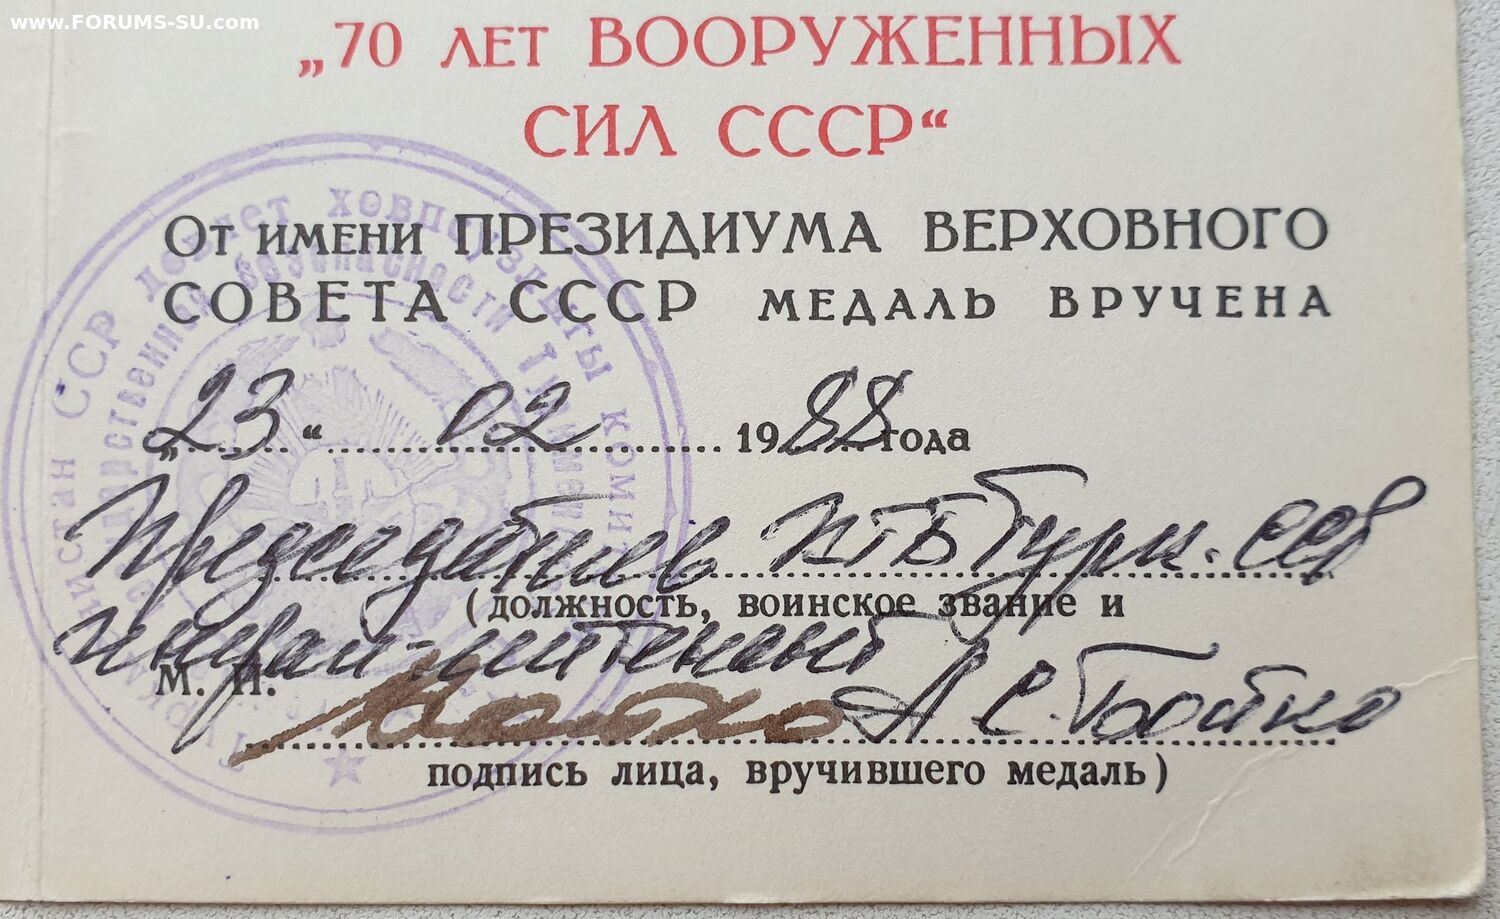 www.FORUMS-SU.com
„70 лет ВООРУЖЕННЫХ
СИЛ СССР“
От имени ПРЕЗИДИУМА ВЕРХОВНОГО
СОВЕТА СССР медаль вручена
„23“ 02 1988 года
Председатель КГБ Туркм. ССР
(должность, воинское звание и
генерал-лейтенант
М. П. А. С. Бойко
подпись лица, вручившего медаль)